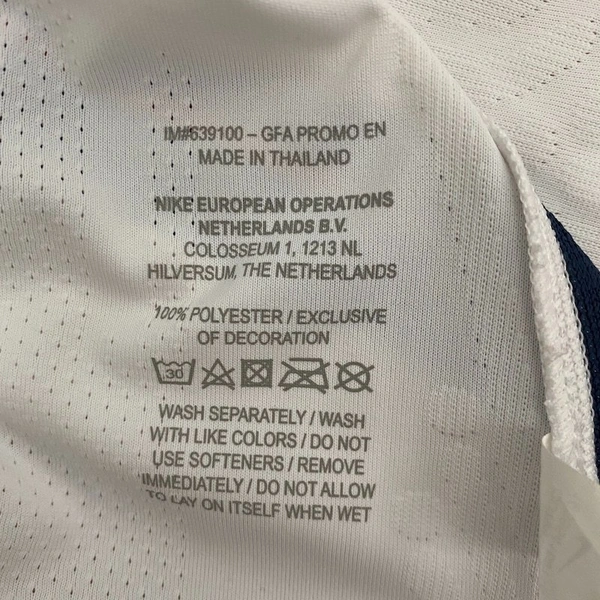 IM#639100 – GFA PROMO EN
MADE IN THAILAND
NIKE EUROPEAN OPERATIONS
NETHERLANDS B.V.
COLOSSEUM 1, 1213 NL
HILVERSUM, THE NETHERLANDS
100% POLYESTER / EXCLUSIVE
OF DECORATION
30
WASH SEPARATELY / WASH
WITH LIKE COLORS / DO NOT
USE SOFTENERS / REMOVE
IMMEDIATELY / DO NOT ALLOW
TO LAY ON ITSELF WHEN WET